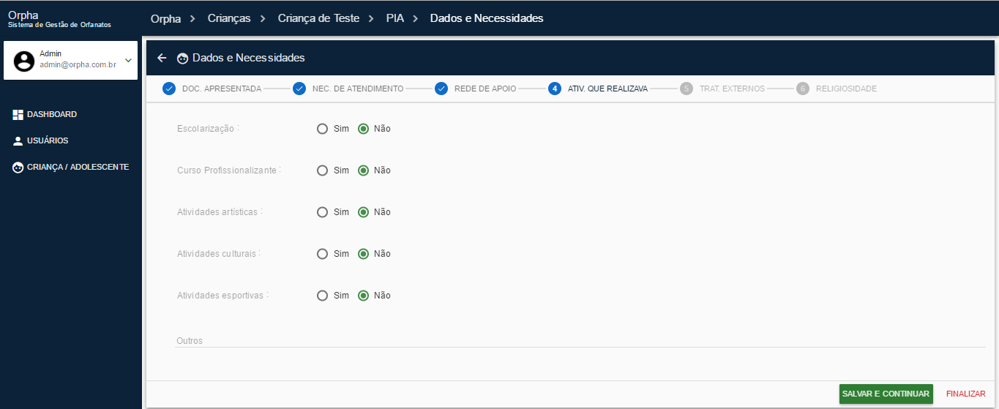 Orpha
Sistema de Gestão de Orfanatos
Orpha > Crianças > Criança de Teste > PIA > Dados e Necessidades
Admin
admin@orpha.com.br
DASHBOARD
USUÁRIOS
CRIANÇA / ADOLESCENTE
Dados e Necessidades
DOC. APRESENTADA NEC. DE ATENDIMENTO REDE DE APOIO 4 ATIV. QUE REALIZAVA 5 TRAT. EXTERNOS 6 RELIGIOSIDADE
Escolarização : Sim Não
Curso Profissionalizante : Sim Não
Atividades artísticas : Sim Não
Atividades culturais : Sim Não
Atividades esportivas : Sim Não
Outros
SALVAR E CONTINUAR FINALIZAR